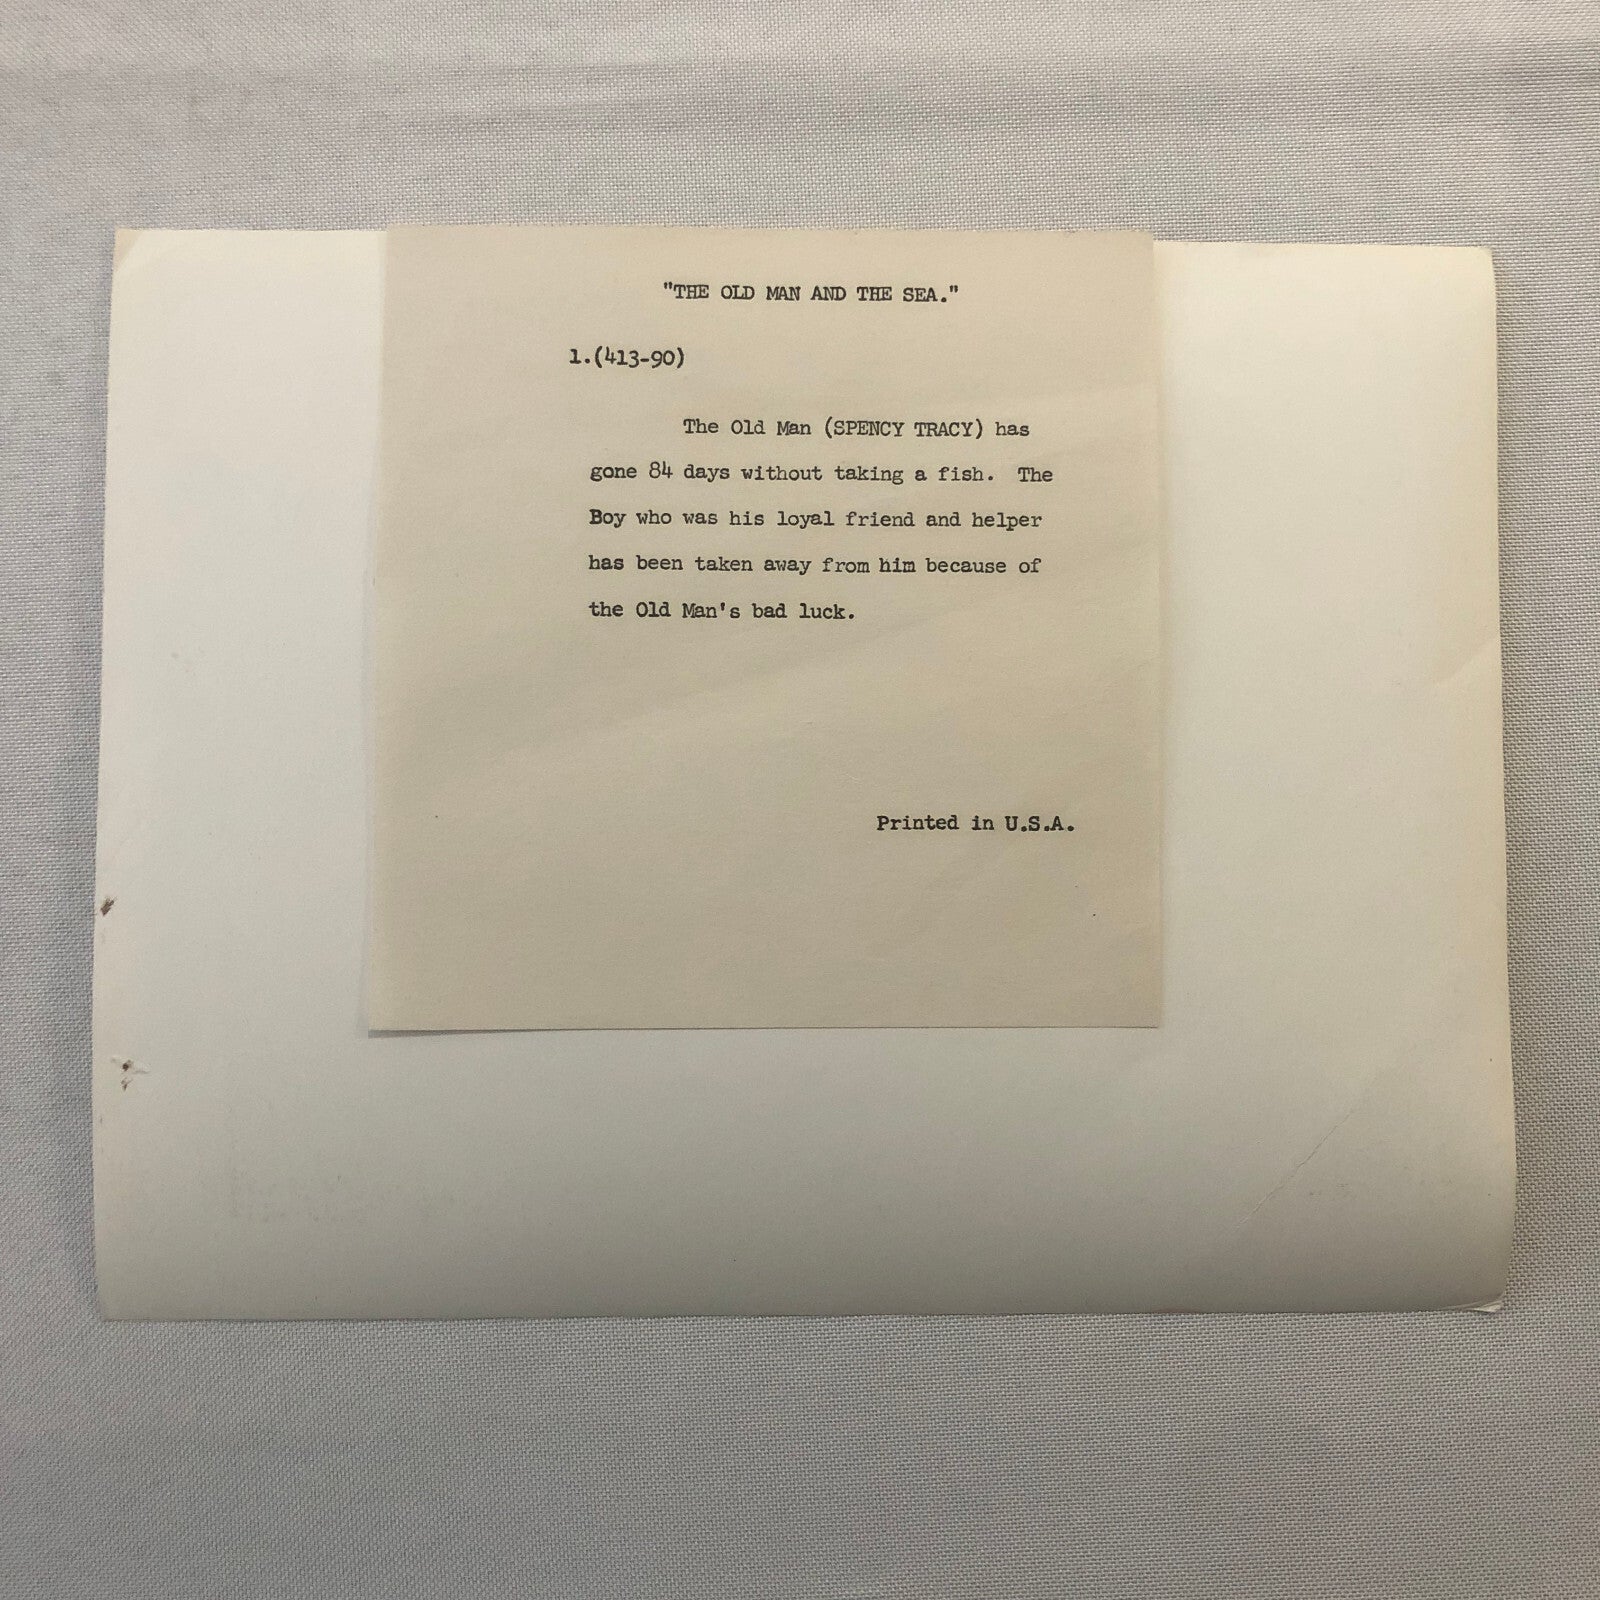 "THE OLD MAN AND THE SEA."
1.(413-90)
The Old Man (SPENCY TRACY) has
gone 84 days without taking a fish. The
Boy who was his loyal friend and helper
has been taken away from him because of
the Old Man's bad luck.
Printed in U.S.A.